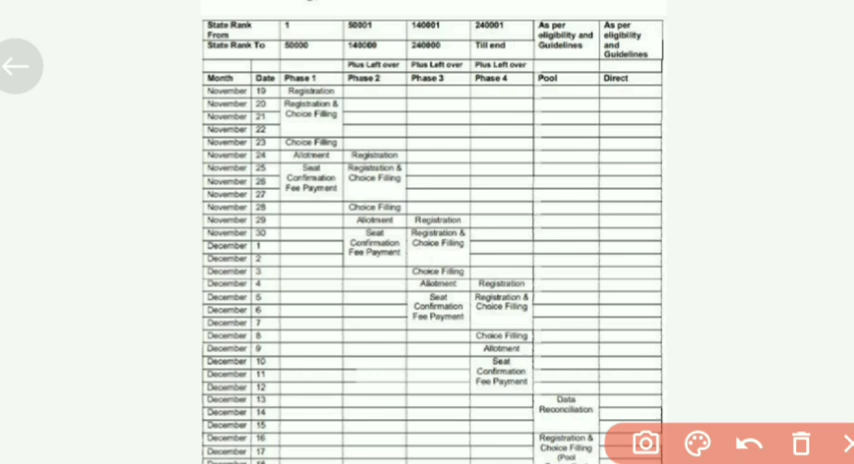 State Rank From 1 50001 140001 240001 As per eligibility and Guidelines As per eligibility and Guidelines
State Rank To 50000 140000 240000 Till end
Plus Left over Plus Left over Plus Left over
Month Date Phase 1 Phase 2 Phase 3 Phase 4 Pool Direct
November 19 Registration
November 20 Registration &
November 21 Choice Filling
November 22
November 23 Choice Filling
November 24 Allotment Registration
November 25 Seat Registration &
November 26 Confirmation Choice Filling
November 27 Fee Payment
November 28 Choice Filling
November 29 Allotment Registration
November 30 Seat Registration &
December 1 Confirmation Choice Filling
December 2 Fee Payment
December 3 Choice Filling
December 4 Allotment Registration
December 5 Seat Registration &
December 6 Confirmation Choice Filling
December 7 Fee Payment
December 8 Choice Filling
December 9 Allotment
December 10 Seat
December 11 Confirmation
December 12 Fee Payment
December 13 Data
December 14 Reconciliation
December 15
December 16 Registration &
December 17 Choice Filling
(Pool